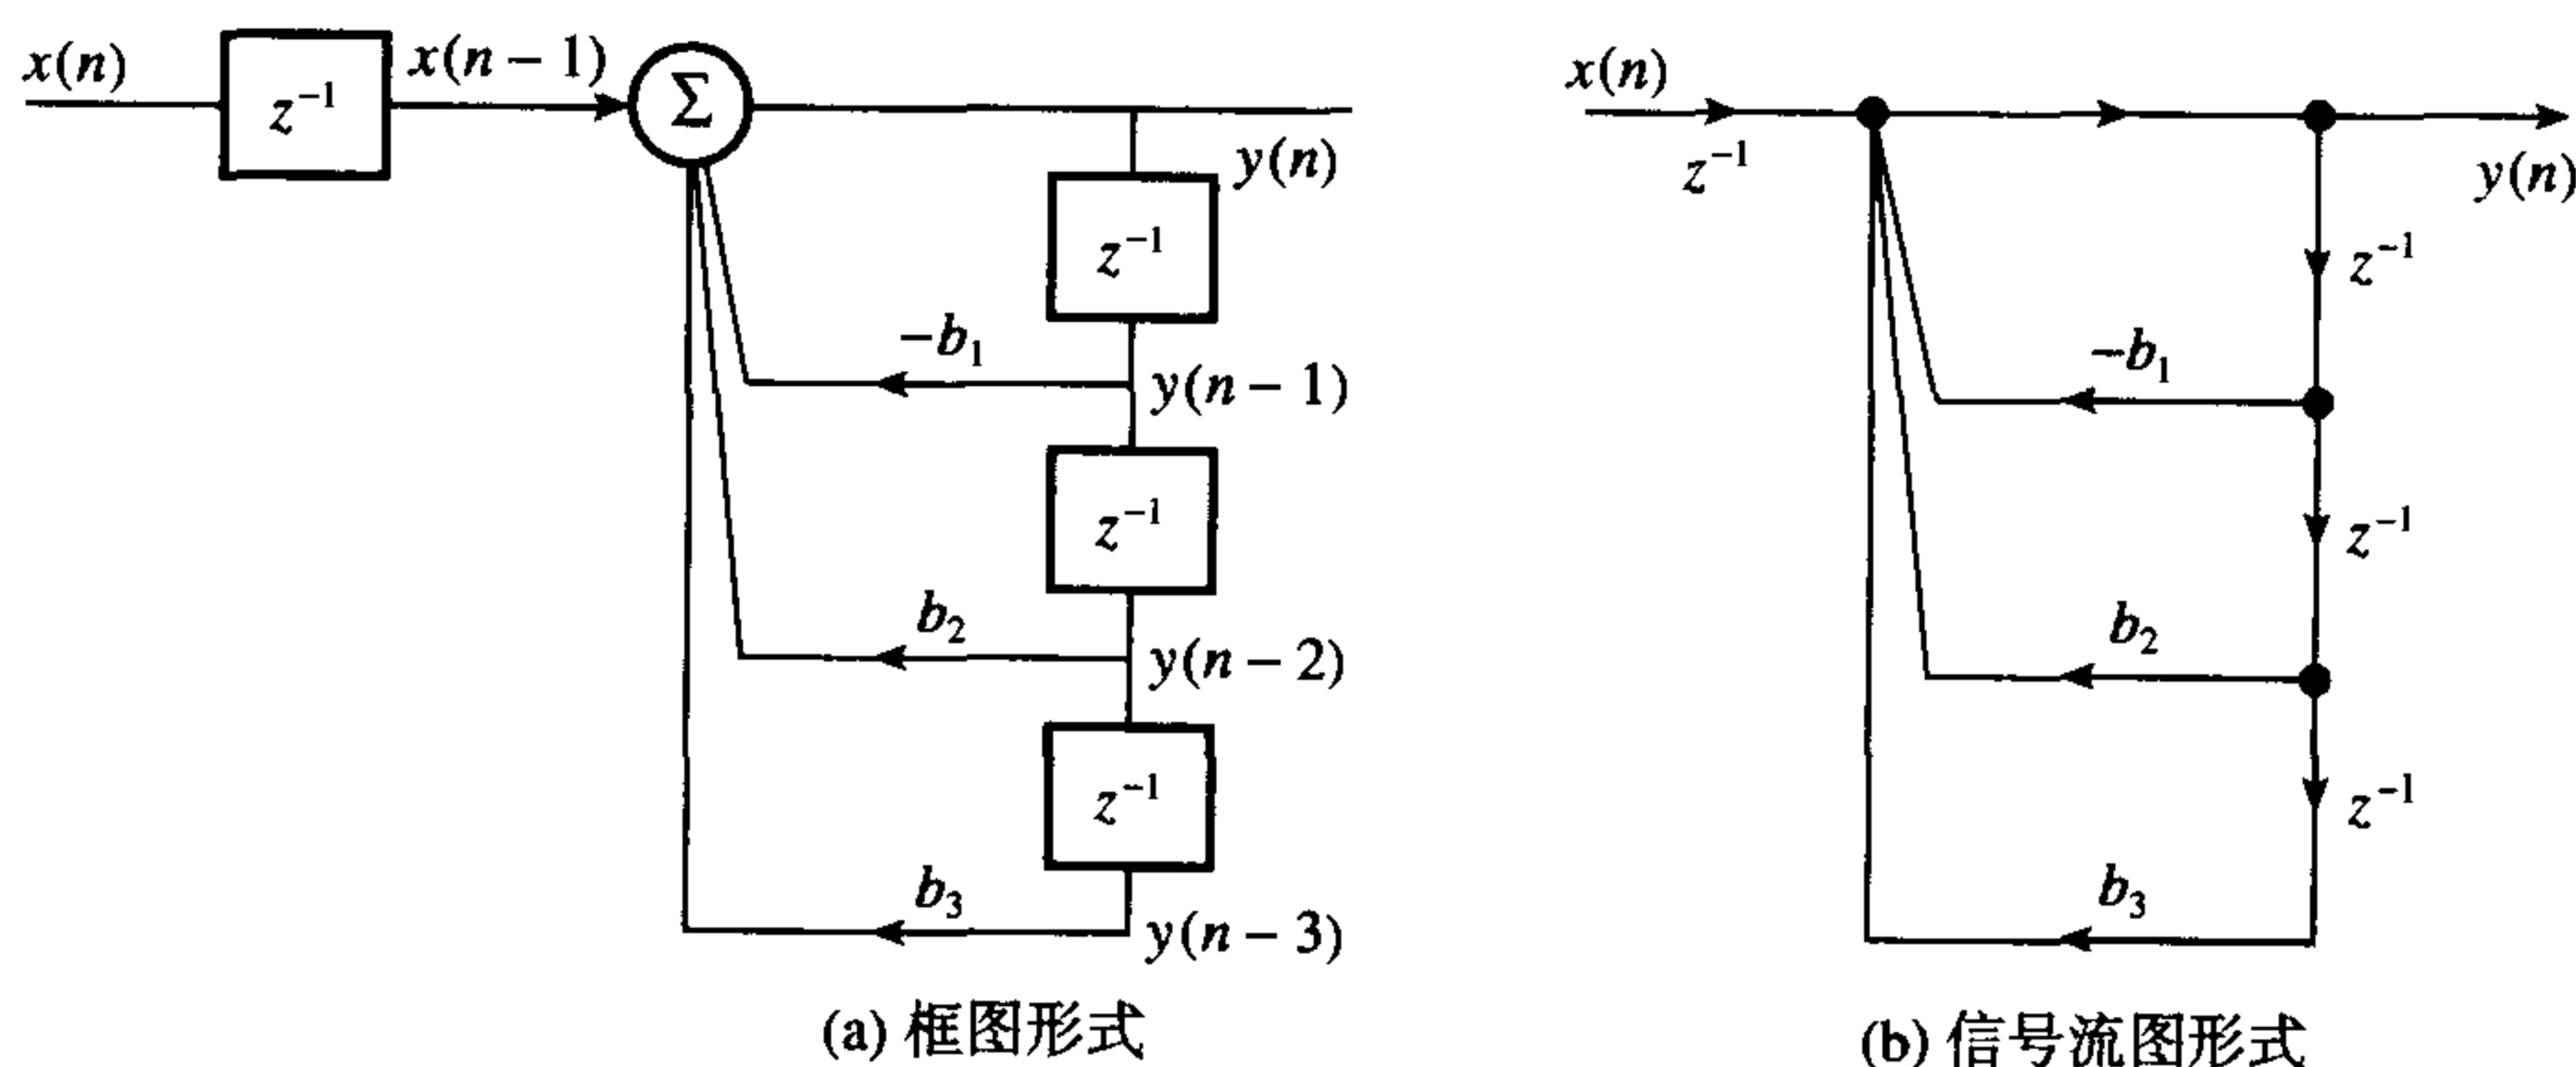 x(n)
z⁻¹
x(n − 1)
Σ
y(n)
z⁻¹
−b₁
y(n − 1)
z⁻¹
b₂
y(n − 2)
z⁻¹
b₃
y(n − 3)
(a) 框图形式
x(n)
z⁻¹
y(n)
z⁻¹
−b₁
z⁻¹
b₂
z⁻¹
b₃
(b) 信号流图形式